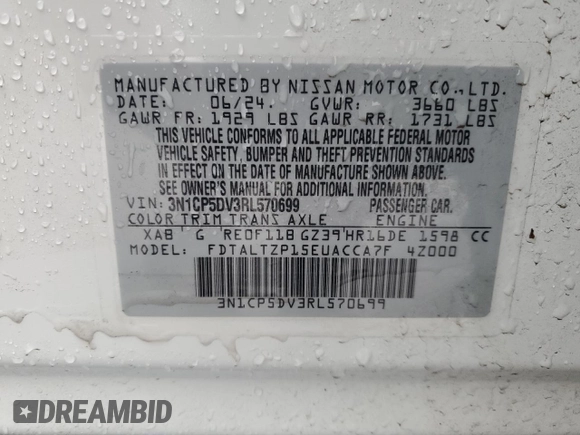 MANUFACTURED BY NISSAN MOTOR CO.,LTD.
DATE: 06/24. GVWR: 3660 LBS
GAWR FR: 1929 LBS GAWR RR: 1731 LBS
THIS VEHICLE CONFORMS TO ALL APPLICABLE FEDERAL MOTOR
VEHICLE SAFETY, BUMPER AND THEFT PREVENTION STANDARDS
IN EFFECT ON THE DATE OF MANUFACTURE SHOWN ABOVE.
SEE OWNER'S MANUAL FOR ADDITIONAL INFORMATION.
VIN: 3N1CP5DV3RL570699 PASSENGER CAR.
COLOR TRIM TRANS AXLE ENGINE
XAB G RE0F11B GZ39 HR16DE 1598 CC
MODEL: FDTALTZP15EUACCA7F 4Z000
3N1CP5DV3RL570699
DREAMBID